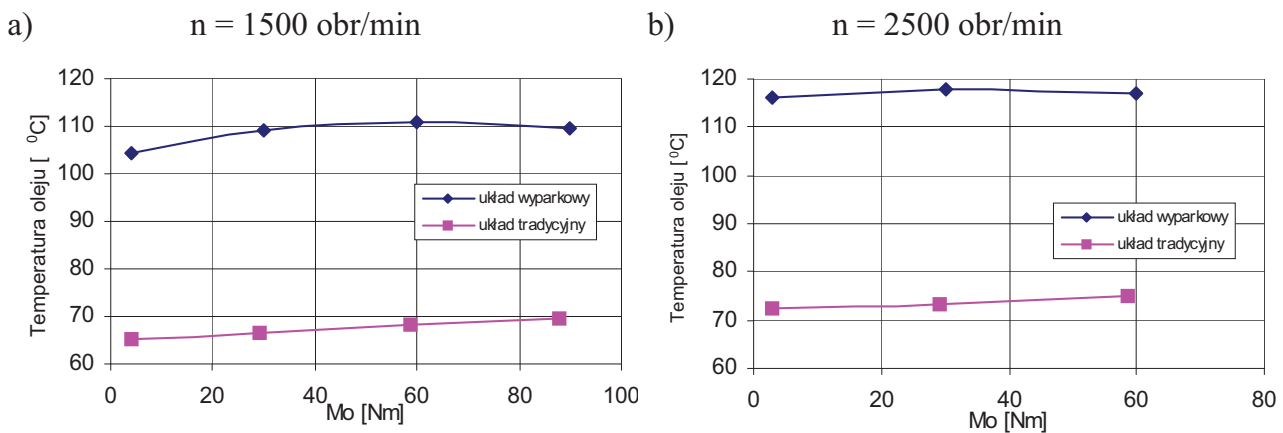 a) n = 1500 obr/min
120
110
100
90
80
70
60
0 20 40 60 80 100
Temperatura oleju [ ⁰C]
Mo [Nm]
układ wyparkowy
układ tradycyjny
b) n = 2500 obr/min
120
110
100
90
80
70
60
0 20 40 60 80
Temperatura oleju [⁰C]
Mo [Nm]
układ wyparkowy
układ tradycyjny